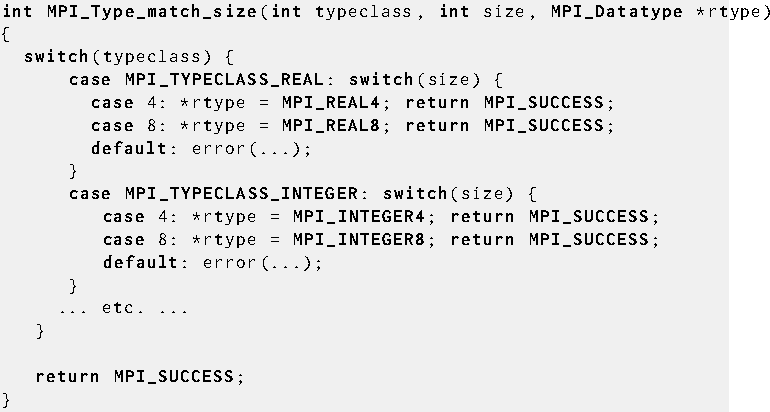 int MPI_Type_match_size(int typeclass, int size, MPI_Datatype *rtype)
{
switch(typeclass) {
case MPI_TYPECLASS_REAL: switch(size) {
case 4: *rtype = MPI_REAL4; return MPI_SUCCESS;
case 8: *rtype = MPI_REAL8; return MPI_SUCCESS;
default: error(...);
}
case MPI_TYPECLASS_INTEGER: switch(size) {
case 4: *rtype = MPI_INTEGER4; return MPI_SUCCESS;
case 8: *rtype = MPI_INTEGER8; return MPI_SUCCESS;
default: error(...);
}
... etc. ...
}
return MPI_SUCCESS;
}